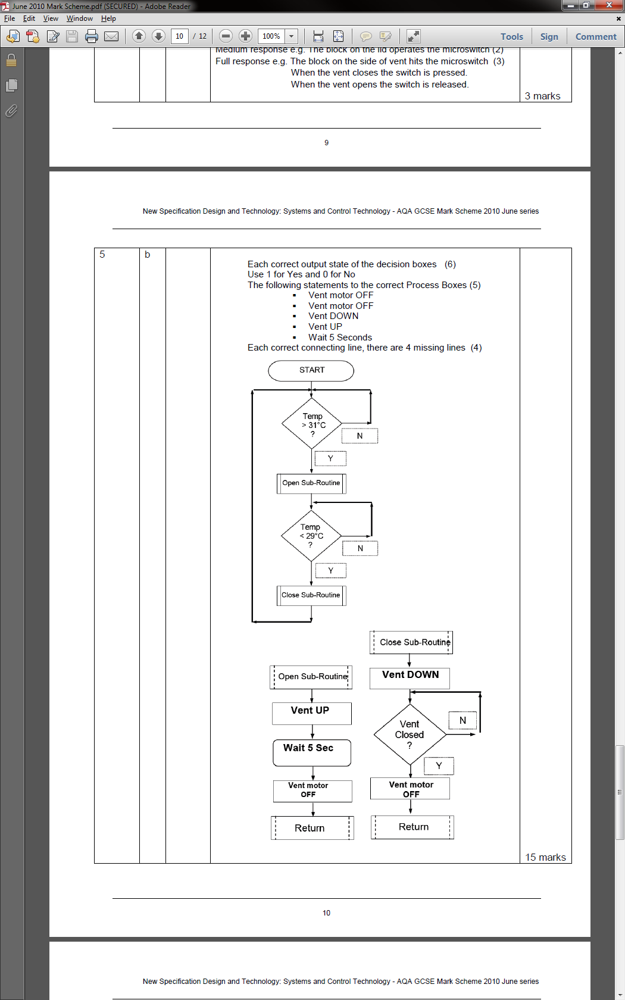 June 2010 Mark Scheme.pdf (SECURED) - Adobe Reader
File Edit View Window Help
10 / 12 100% Tools Sign Comment
Medium response e.g. The block on the lid operates the microswitch (2)
Full response e.g. The block on the side of vent hits the microswitch (3)
When the vent closes the switch is pressed.
When the vent opens the switch is released.
3 marks
9
New Specification Design and Technology: Systems and Control Technology - AQA GCSE Mark Scheme 2010 June series
5 b
Each correct output state of the decision boxes (6)
Use 1 for Yes and 0 for No
The following statements to the correct Process Boxes (5)
▪ Vent motor OFF
▪ Vent motor OFF
▪ Vent DOWN
▪ Vent UP
▪ Wait 5 Seconds
Each correct connecting line, there are 4 missing lines (4)
START
Temp
> 31°C
?
N
Y
Open Sub-Routine
Temp
< 29°C
?
N
Y
Close Sub-Routine
Open Sub-Routine
Vent UP
Wait 5 Sec
Vent motor
OFF
Return
Close Sub-Routine
Vent DOWN
Vent
Closed
?
N
Y
Vent motor
OFF
Return
15 marks
10
New Specification Design and Technology: Systems and Control Technology - AQA GCSE Mark Scheme 2010 June series